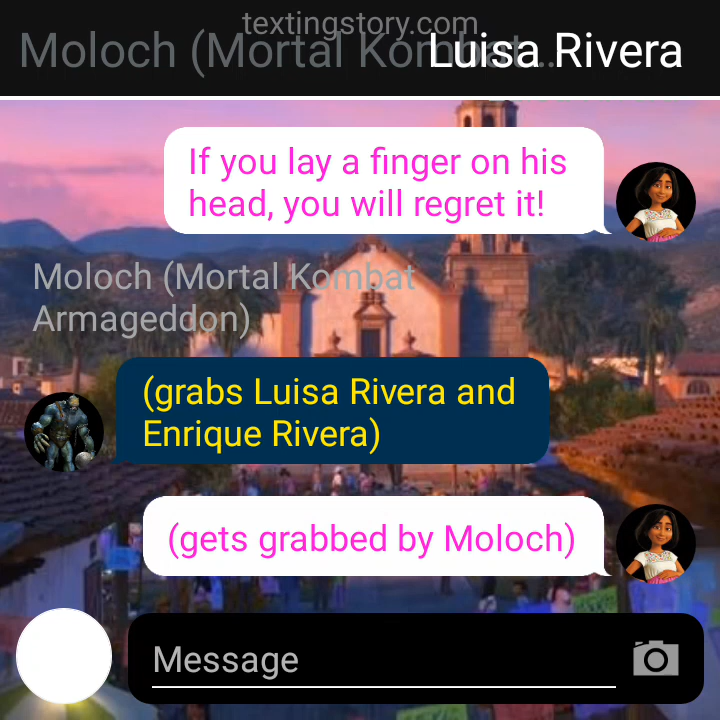 textingstory.com
Moloch (Mortal Kombat...
Luisa Rivera
If you lay a finger on his
head, you will regret it!
Moloch (Mortal Kombat
Armageddon)
(grabs Luisa Rivera and
Enrique Rivera)
(gets grabbed by Moloch)
Message